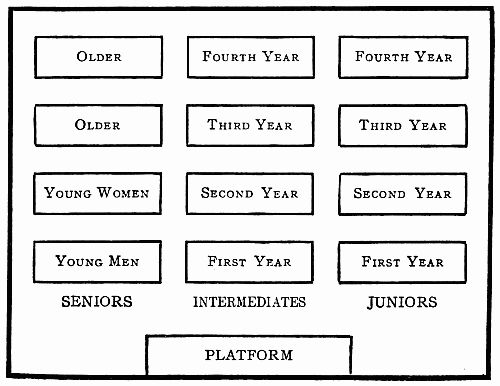 OLDER FOURTH YEAR FOURTH YEAR
OLDER THIRD YEAR THIRD YEAR
YOUNG WOMEN SECOND YEAR SECOND YEAR
YOUNG MEN FIRST YEAR FIRST YEAR
SENIORS INTERMEDIATES JUNIORS
PLATFORM